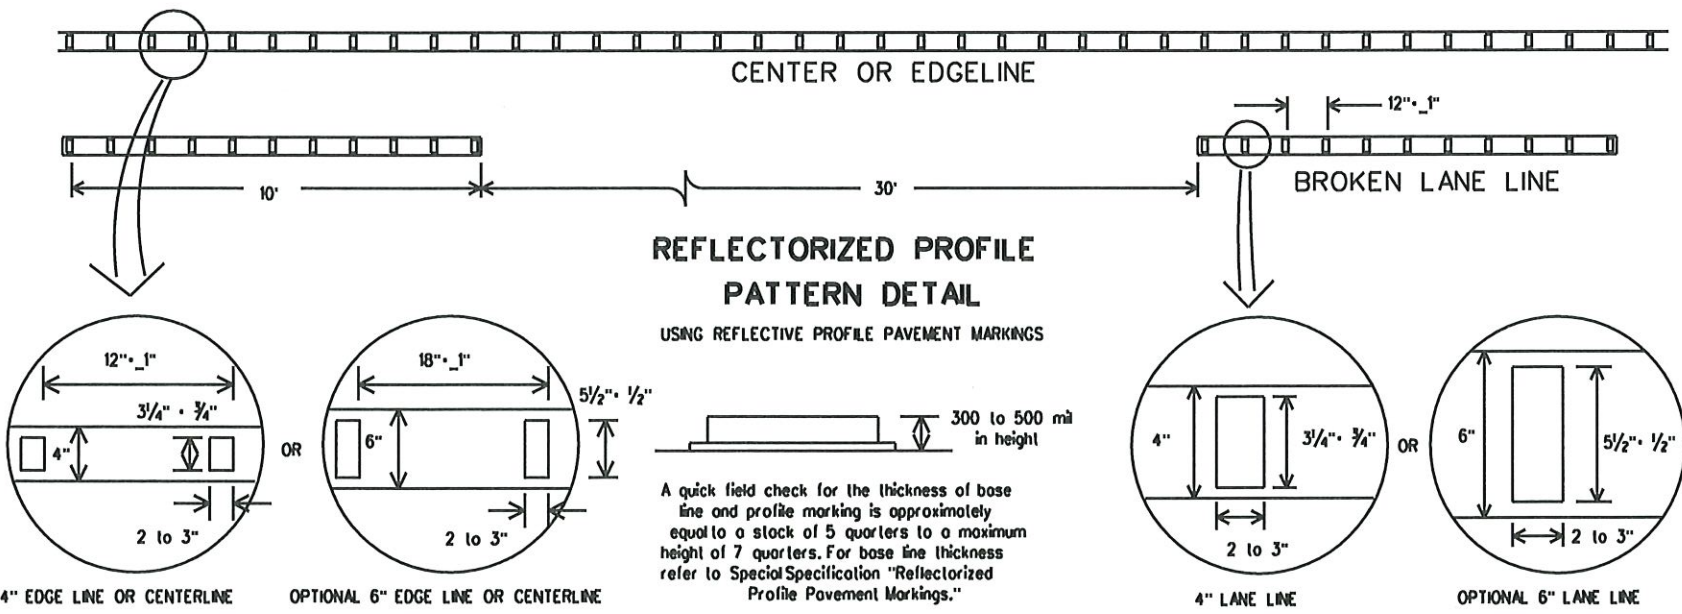 CENTER OR EDGELINE
12"•_1"
10'
30'
BROKEN LANE LINE
REFLECTORIZED PROFILE
PATTERN DETAIL
USING REFLECTIVE PROFILE PAVEMENT MARKINGS
12"•_1"
3¼" • ¾"
4"
2 to 3"
4" EDGE LINE OR CENTERLINE
OR
18"•_1"
5½"• ½"
6"
2 to 3"
OPTIONAL 6" EDGE LINE OR CENTERLINE
300 to 500 mil
in height
A quick field check for the thickness of base
line and profile marking is approximately
equal to a stack of 5 quarters to a maximum
height of 7 quarters. For base line thickness
refer to Special Specification "Reflectorized
Profile Pavement Markings."
4"
3¼"• ¾"
2 to 3"
4" LANE LINE
OR
6"
5½"• ½"
2 to 3"
OPTIONAL 6" LANE LINE